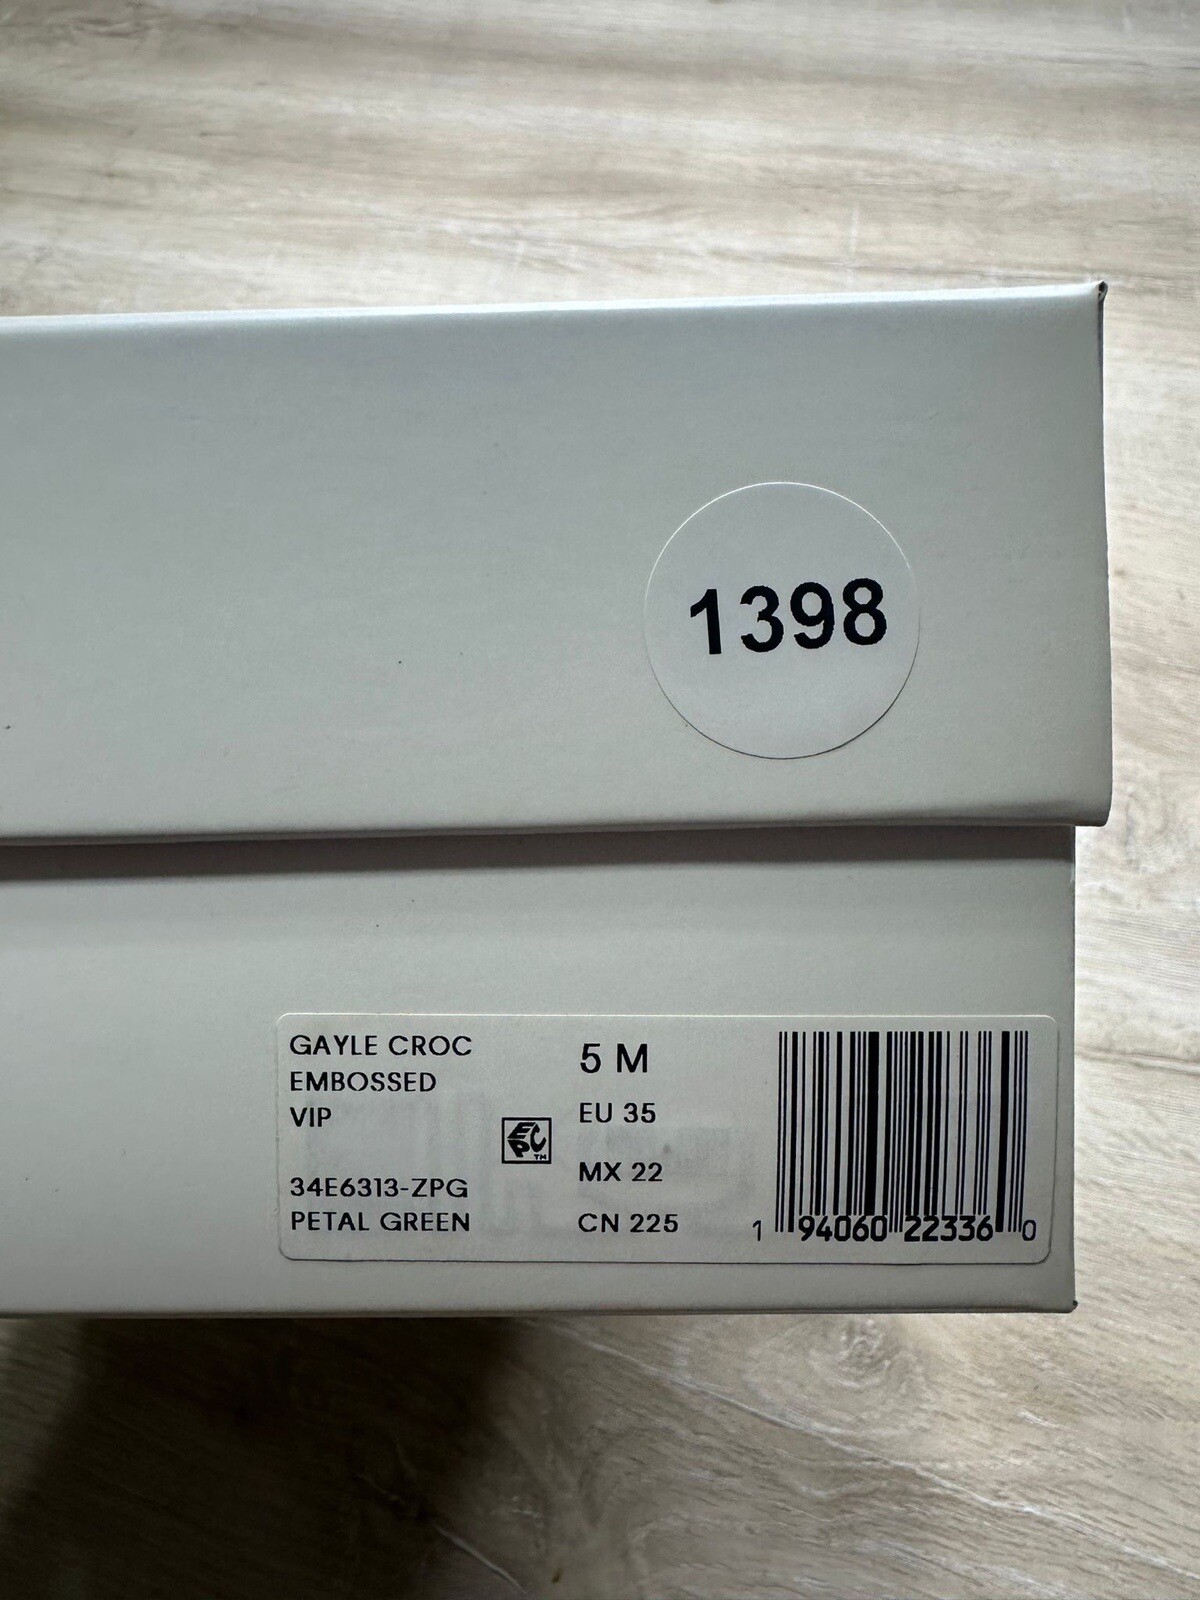 1398
GAYLE CROC
EMBOSSED
VIP
34E6313-ZPG
PETAL GREEN
EPC™
5 M
EU 35
MX 22
CN 225
1 94060 22336 0